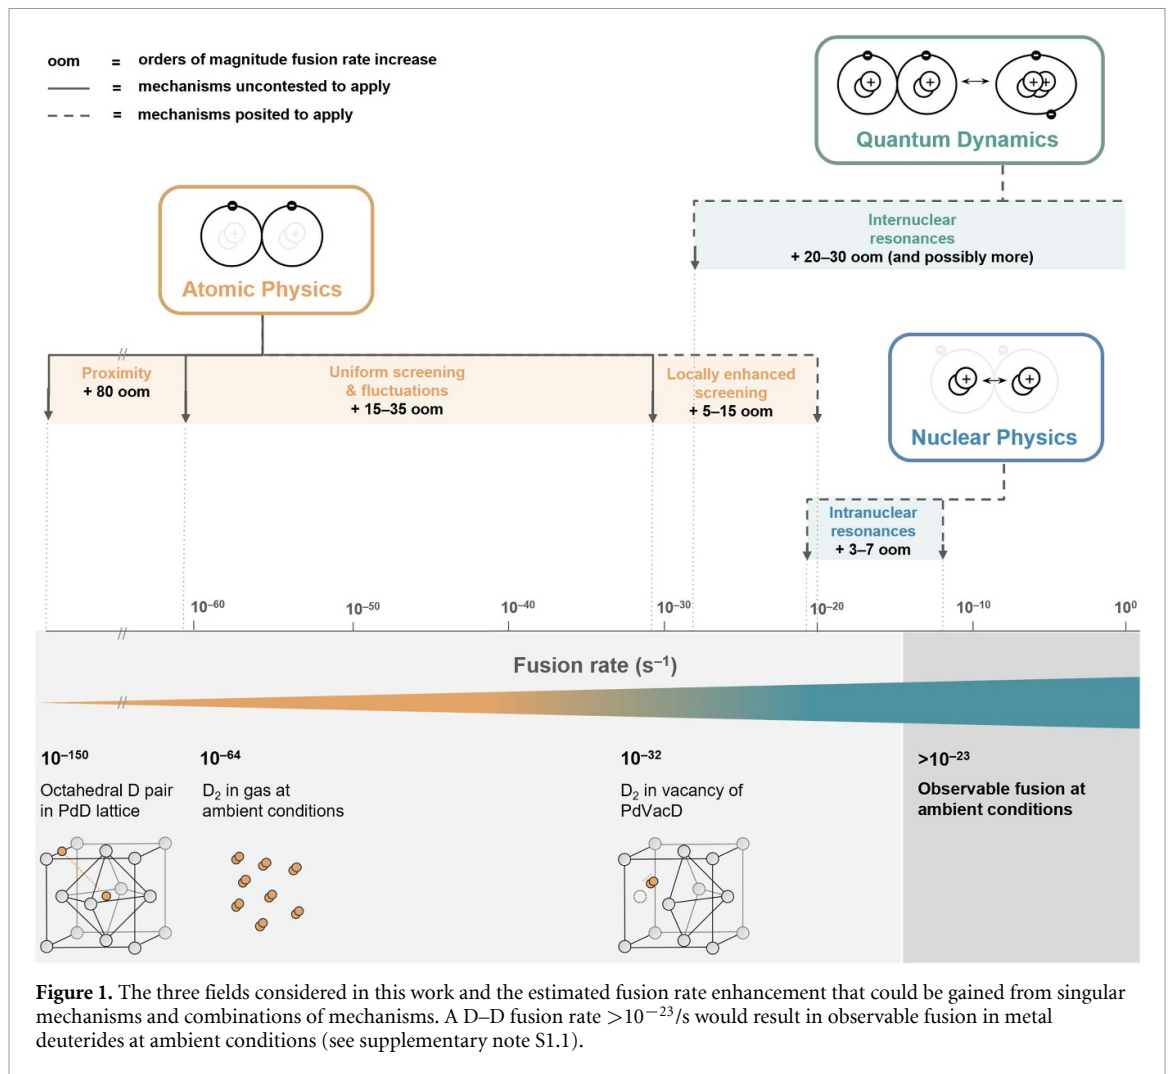 oom = orders of magnitude fusion rate increase
= mechanisms uncontested to apply
= mechanisms posited to apply
Quantum Dynamics
Internuclear
resonances
+ 20–30 oom (and possibly more)
Atomic Physics
Proximity
+ 80 oom
Uniform screening
& fluctuations
+ 15–35 oom
Locally enhanced
screening
+ 5–15 oom
Nuclear Physics
Intranuclear
resonances
+ 3–7 oom
10⁻⁶⁰ 10⁻⁵⁰ 10⁻⁴⁰ 10⁻³⁰ 10⁻²⁰ 10⁻¹⁰ 10⁰
Fusion rate (s⁻¹)
10⁻¹⁵⁰
Octahedral D pair
in PdD lattice
10⁻⁶⁴
D₂ in gas at
ambient conditions
10⁻³²
D₂ in vacancy of
PdVacD
>10⁻²³
Observable fusion at
ambient conditions
Figure 1. The three fields considered in this work and the estimated fusion rate enhancement that could be gained from singular
mechanisms and combinations of mechanisms. A D–D fusion rate >10⁻²³/s would result in observable fusion in metal
deuterides at ambient conditions (see supplementary note S1.1).